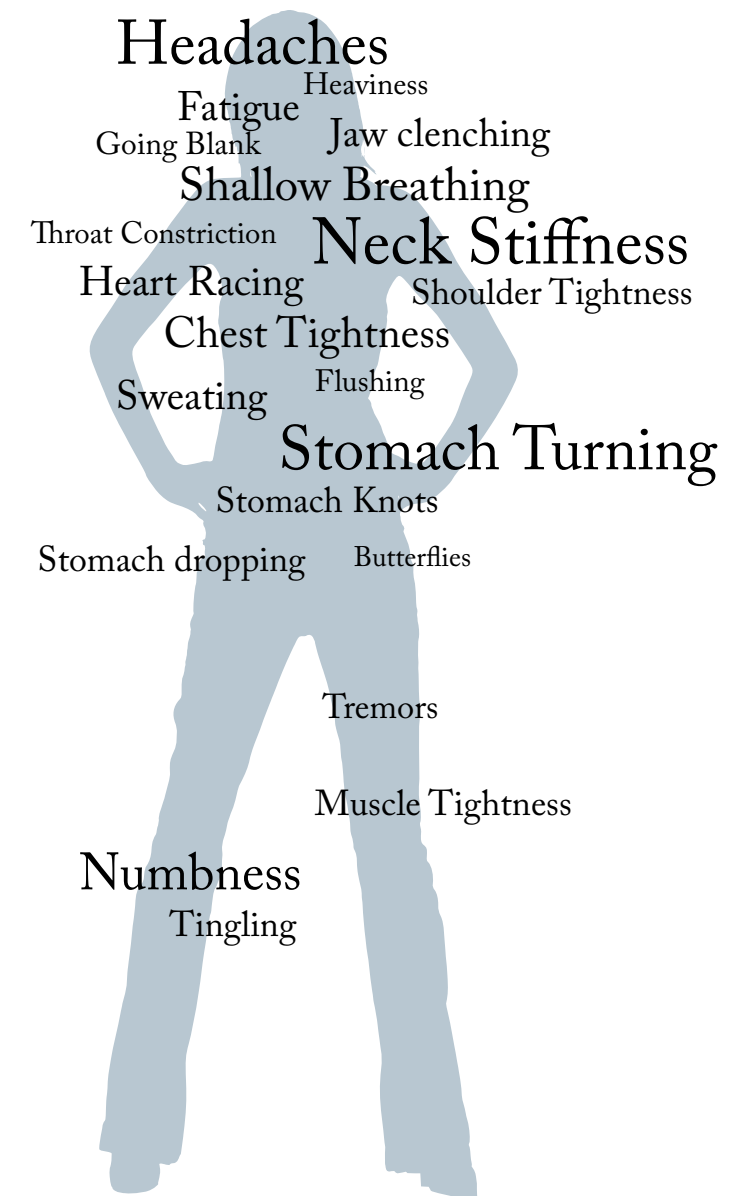 Headaches
Heaviness
Fatigue
Jaw clenching
Going Blank
Shallow Breathing
Throat Constriction
Neck Stiffness
Heart Racing
Shoulder Tightness
Chest Tightness
Flushing
Sweating
Stomach Turning
Stomach Knots
Stomach dropping
Butterflies
Tremors
Muscle Tightness
Numbness
Tingling